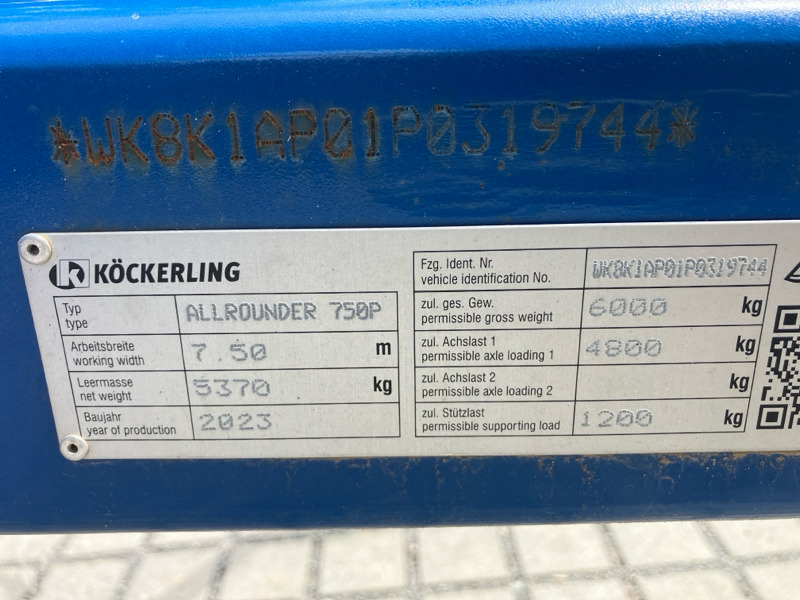 *WK8K1AP01P0319744*
KÖCKERLING
Typ
type
ALLROUNDER 750P
Arbeitsbreite
working width
7.50 m
Leermasse
net weight
5370 kg
Baujahr
year of production
2023
Fzg. Ident. Nr.
vehicle identification No.
WK8K1AP01P0319744
zul. ges. Gew.
permissible gross weight
6000 kg
zul. Achslast 1
permissible axle loading 1
4800 kg
zul. Achslast 2
permissible axle loading 2
kg
zul. Stützlast
permissible supporting load
1200 kg